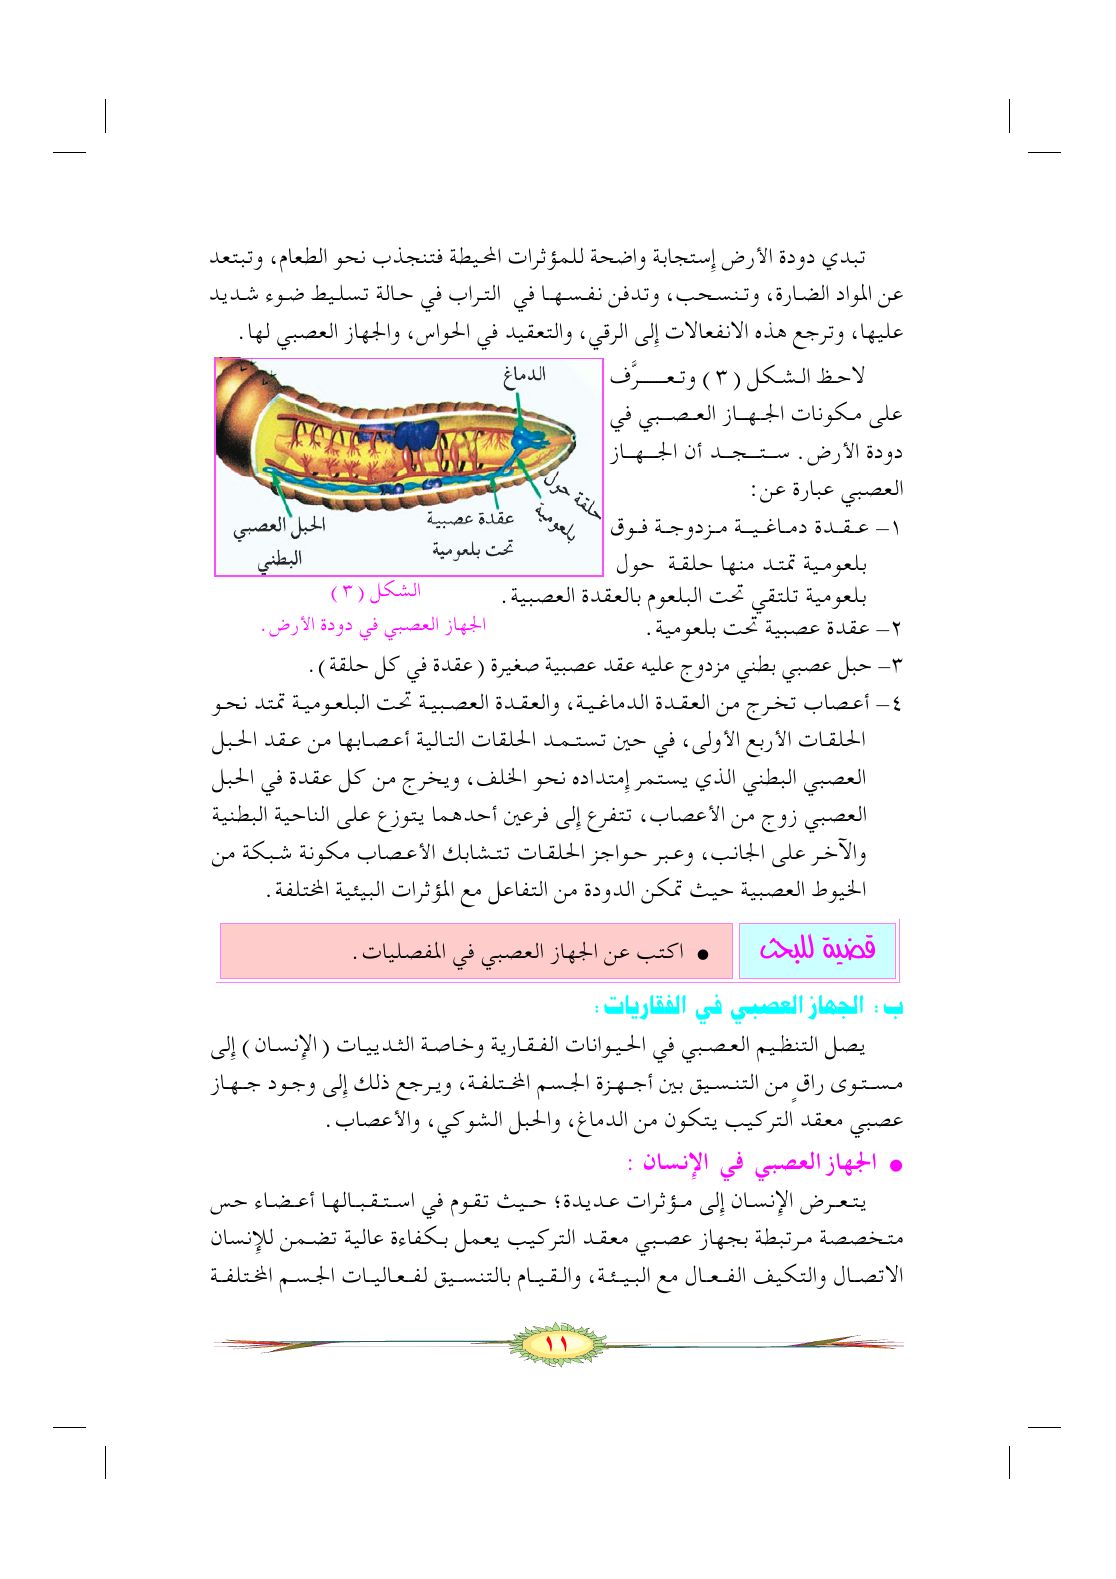 تبدي دودة الأرض إستجابة واضحة للمؤثرات المحيطة فتنجذب نحو الطعام، وتبتعد
عن المواد الضارة، وتنسحب، وتدفن نفسها في التراب في حالة تسليط ضوء شديد
عليها، وترجع هذه الانفعالات إلى الرقي، والتعقيد في الحواس، والجهاز العصبي لها.
لاحظ الشكل (٣) وتعرَّف
على مكونات الجهاز العصبي في
دودة الأرض. ستجد أن الجهاز
العصبي عبارة عن:
١– عقدة دماغية مزدوجة فوق
بلعومية تمتد منها حلقة حول
بلعومية تلتقي تحت البلعوم بالعقدة العصبية.
الدماغ
حلقة حول
بلعومية
عقدة عصبية
تحت بلعومية
الحبل العصبي
البطني
الشكل (٣)
الجهاز العصبي في دودة الأرض.
٢– عقدة عصبية تحت بلعومية.
٣– حبل عصبي بطني مزدوج عليه عقد عصبية صغيرة (عقدة في كل حلقة).
٤– أعصاب تخرج من العقدة الدماغية، والعقدة العصبية تحت البلعومية تمتد نحو
الحلقات الأربع الأولى، في حين تستمد الحلقات التالية أعصابها من عقد الحبل
العصبي البطني الذي يستمر إمتداده نحو الخلف، ويخرج من كل عقدة في الحبل
العصبي زوج من الأعصاب، تتفرع إلى فرعين أحدهما يتوزع على الناحية البطنية
والآخر على الجانب، وعبر حواجز الحلقات تتشابك الأعصاب مكونة شبكة من
الخيوط العصبية حيث تمكن الدودة من التفاعل مع المؤثرات البيئية المختلفة.
قضية للبحث
● اكتب عن الجهاز العصبي في المفصليات.
ب: الجهاز العصبي في الفقاريات:
يصل التنظيم العصبي في الحيوانات الفقارية وخاصة الثدييات (الإنسان) إلى
مستوى راقٍ من التنسيق بين أجهزة الجسم المختلفة، ويرجع ذلك إلى وجود جهاز
عصبي معقد التركيب يتكون من الدماغ، والحبل الشوكي، والأعصاب.
● الجهاز العصبي في الإنسان :
يتعرض الإنسان إلى مؤثرات عديدة؛ حيث تقوم في استقبالها أعضاء حس
متخصصة مرتبطة بجهاز عصبي معقد التركيب يعمل بكفاءة عالية تضمن للإنسان
الاتصال والتكيف الفعال مع البيئة، والقيام بالتنسيق لفعاليات الجسم المختلفة
١١